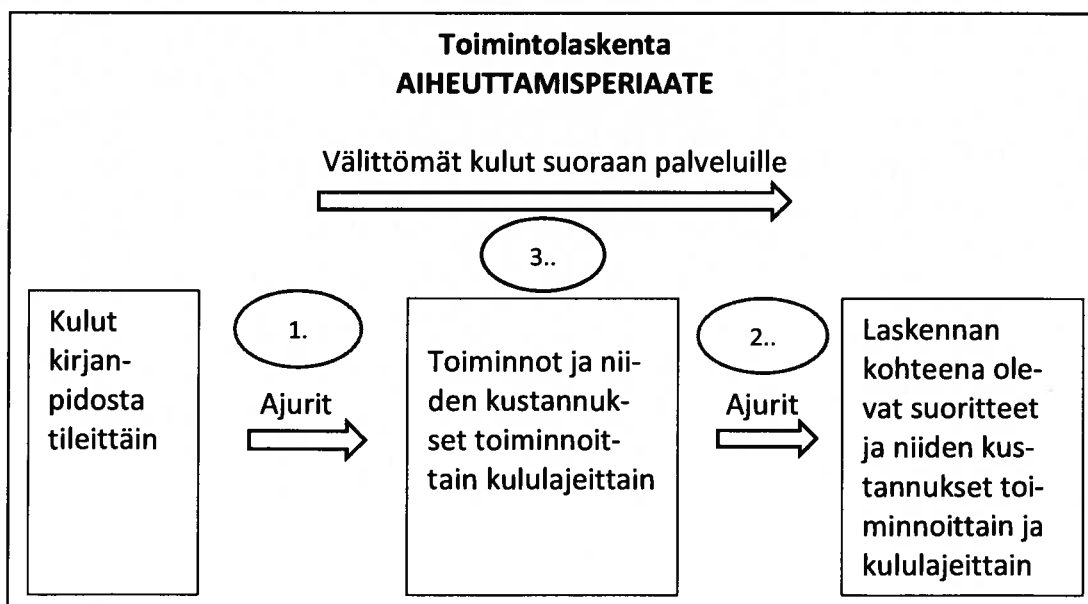 Toimintolaskenta
AIHEUTTAMISPERIAATE
Välittömät kulut suoraan palveluille
3..
Kulut
kirjan-
pidosta
tileittäin
1.
Ajurit
Toiminnot ja nii-
den kustannuk-
set toiminnoit-
tain kululajeittain
2..
Ajurit
Laskennan
kohteena ole-
vat suoritteet
ja niiden kus-
tannukset toi-
minnoittain ja
kululajeittain